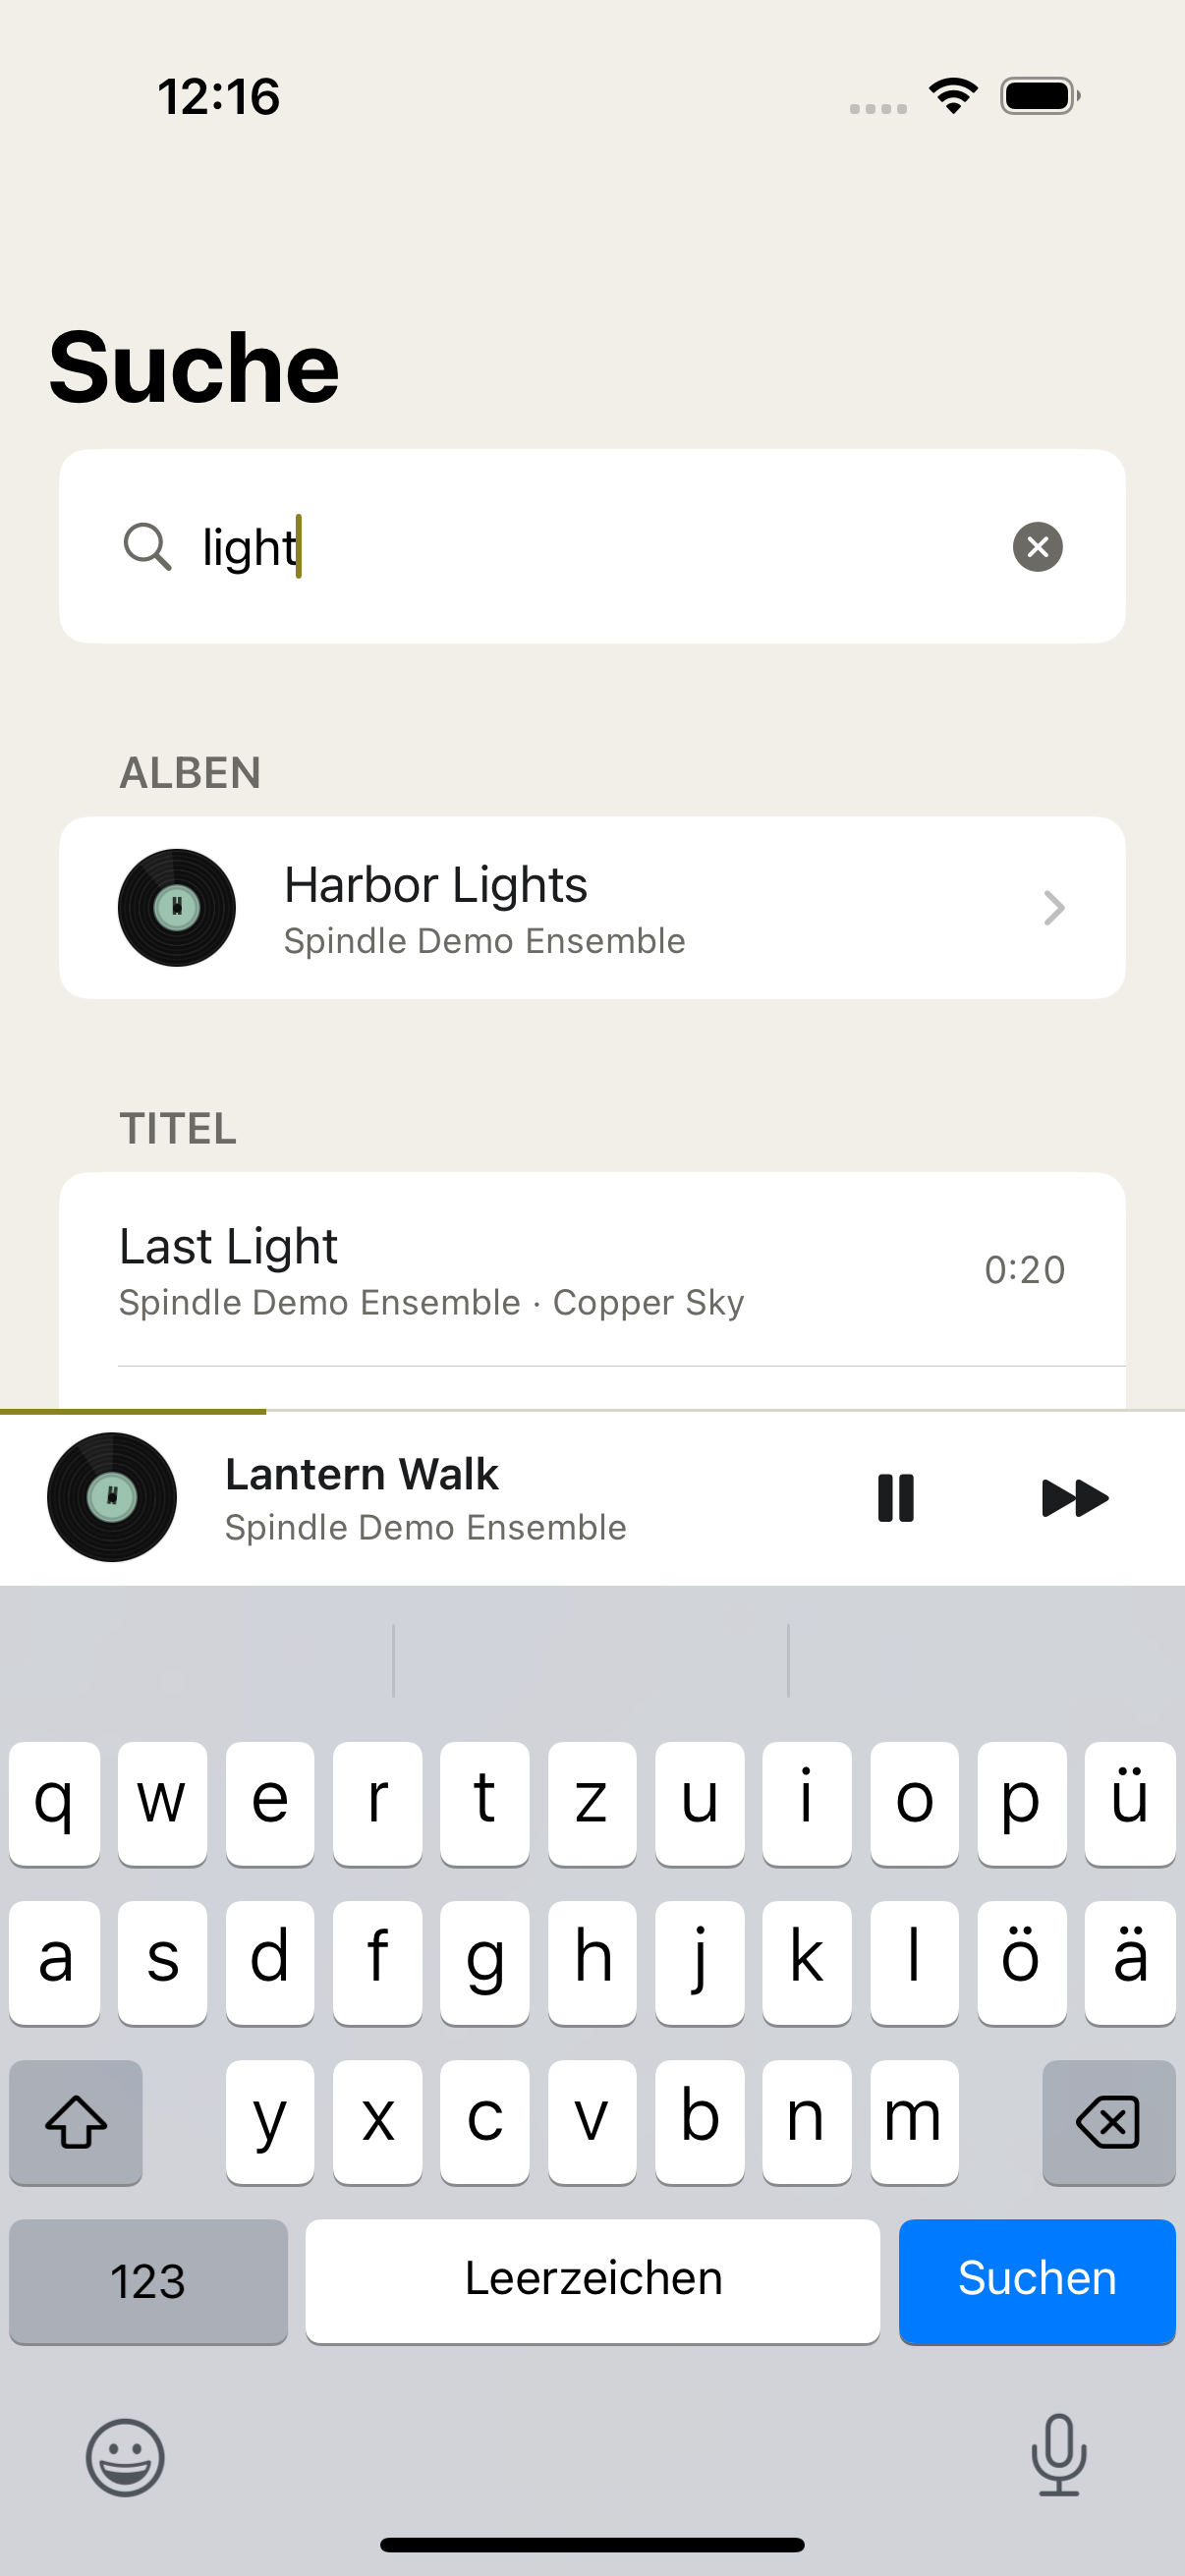 12:16
Suche
light
ALBEN
Harbor Lights
Spindle Demo Ensemble
TITEL
Last Light
0:20
Spindle Demo Ensemble · Copper Sky
Lantern Walk
Spindle Demo Ensemble
q w e r t z u i o p ü
a s d f g h j k l ö ä
y x c v b n m
123 Leerzeichen Suchen